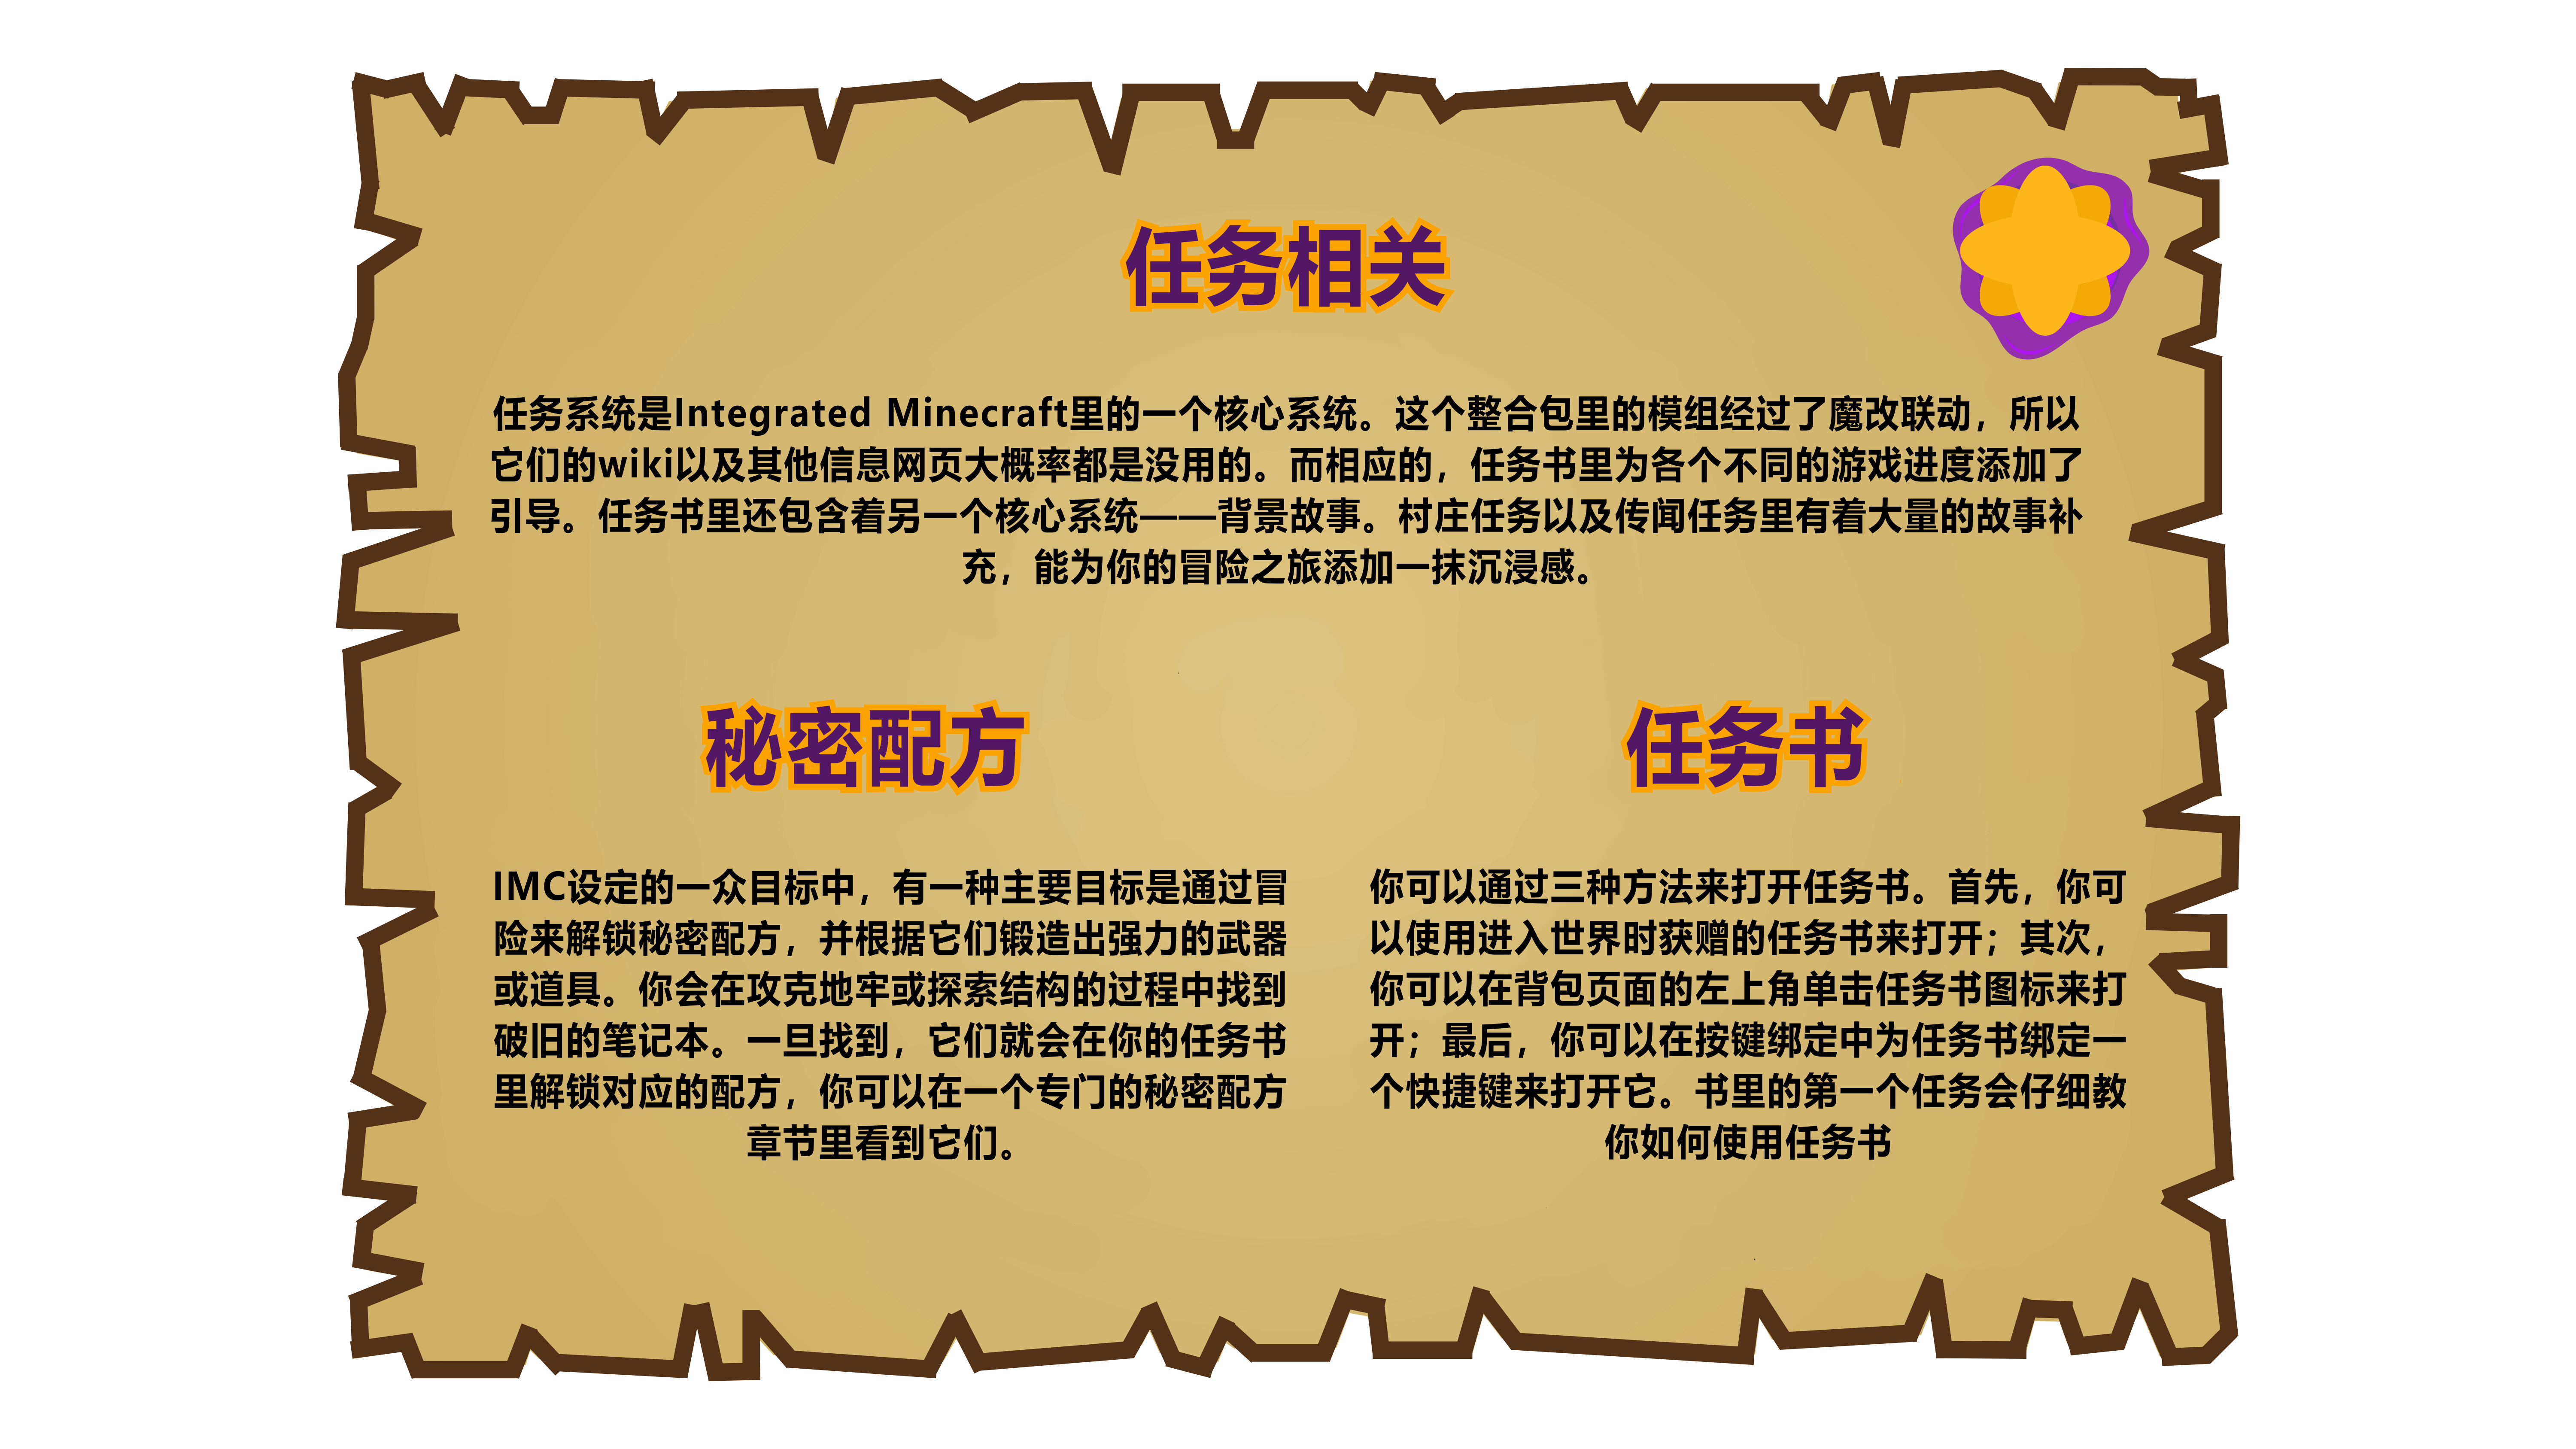 任务相关
任务系统是Integrated Minecraft里的一个核心系统。这个整合包里的模组经过了魔改联动，所以
它们的wiki以及其他信息网页大概率都是没用的。而相应的，任务书里为各个不同的游戏进度添加了
引导。任务书里还包含着另一个核心系统——背景故事。村庄任务以及传闻任务里有着大量的故事补
充，能为你的冒险之旅添加一抹沉浸感。
秘密配方
IMC设定的一众目标中，有一种主要目标是通过冒
险来解锁秘密配方，并根据它们锻造出强力的武器
或道具。你会在攻克地牢或探索结构的过程中找到
破旧的笔记本。一旦找到，它们就会在你的任务书
里解锁对应的配方，你可以在一个专门的秘密配方
章节里看到它们。
任务书
你可以通过三种方法来打开任务书。首先，你可
以使用进入世界时获赠的任务书来打开；其次，
你可以在背包页面的左上角单击任务书图标来打
开；最后，你可以在按键绑定中为任务书绑定一
个快捷键来打开它。书里的第一个任务会仔细教
你如何使用任务书